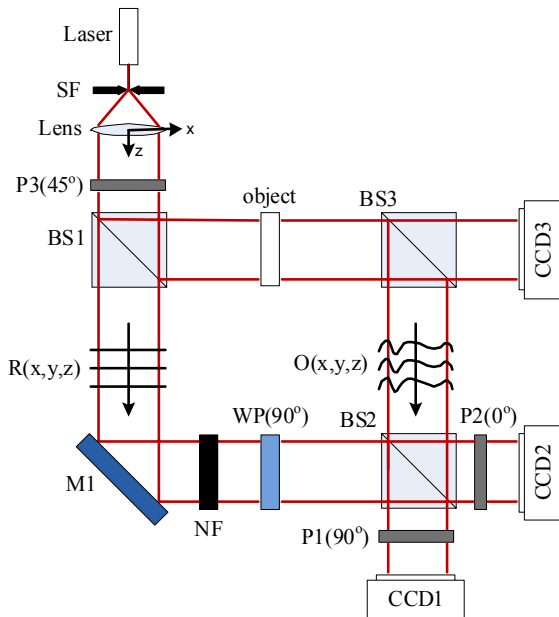 Laser
SF
Lens
x
z
P3(45°)
object
BS3
BS1
CCD3
R(x,y,z)
O(x,y,z)
WP(90°)
BS2
P2(0°)
M1
CCD2
NF
P1(90°)
CCD1